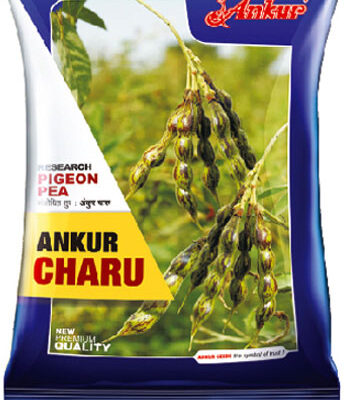 Ankur
RESEARCH
PIGEON
PEA
संशोधित तुर : अंकुर चारू
ANKUR
CHARU
NEW
PREMIUM
QUALITY
ANKUR SEEDS the symbol of trust !